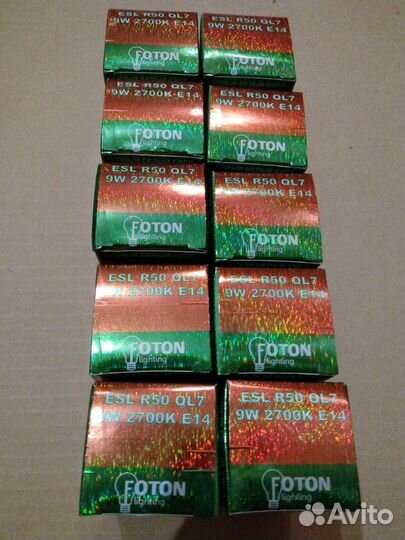 ESL R50 QL7
9W 2700K E14
FOTON
lighting
ESL R50 QL7
9W 2700K E14
FOTON
lighting
ESL R50 QL7
9W 2700K E14
FOTON
lighting
ESL R50 QL7
9W 2700K E14
FOTON
lighting
ESL R50 QL7
9W 2700K E14
FOTON
lighting
ESL R50 QL7
9W 2700K E14
FOTON
lighting
ESL R50 QL7
9W 2700K E14
FOTON
lighting
ESL R50 QL7
9W 2700K E14
FOTON
lighting
ESL R50 QL7
9W 2700K E14
FOTON
lighting
ESL R50 QL7
9W 2700K E14
FOTON
lighting
Avito